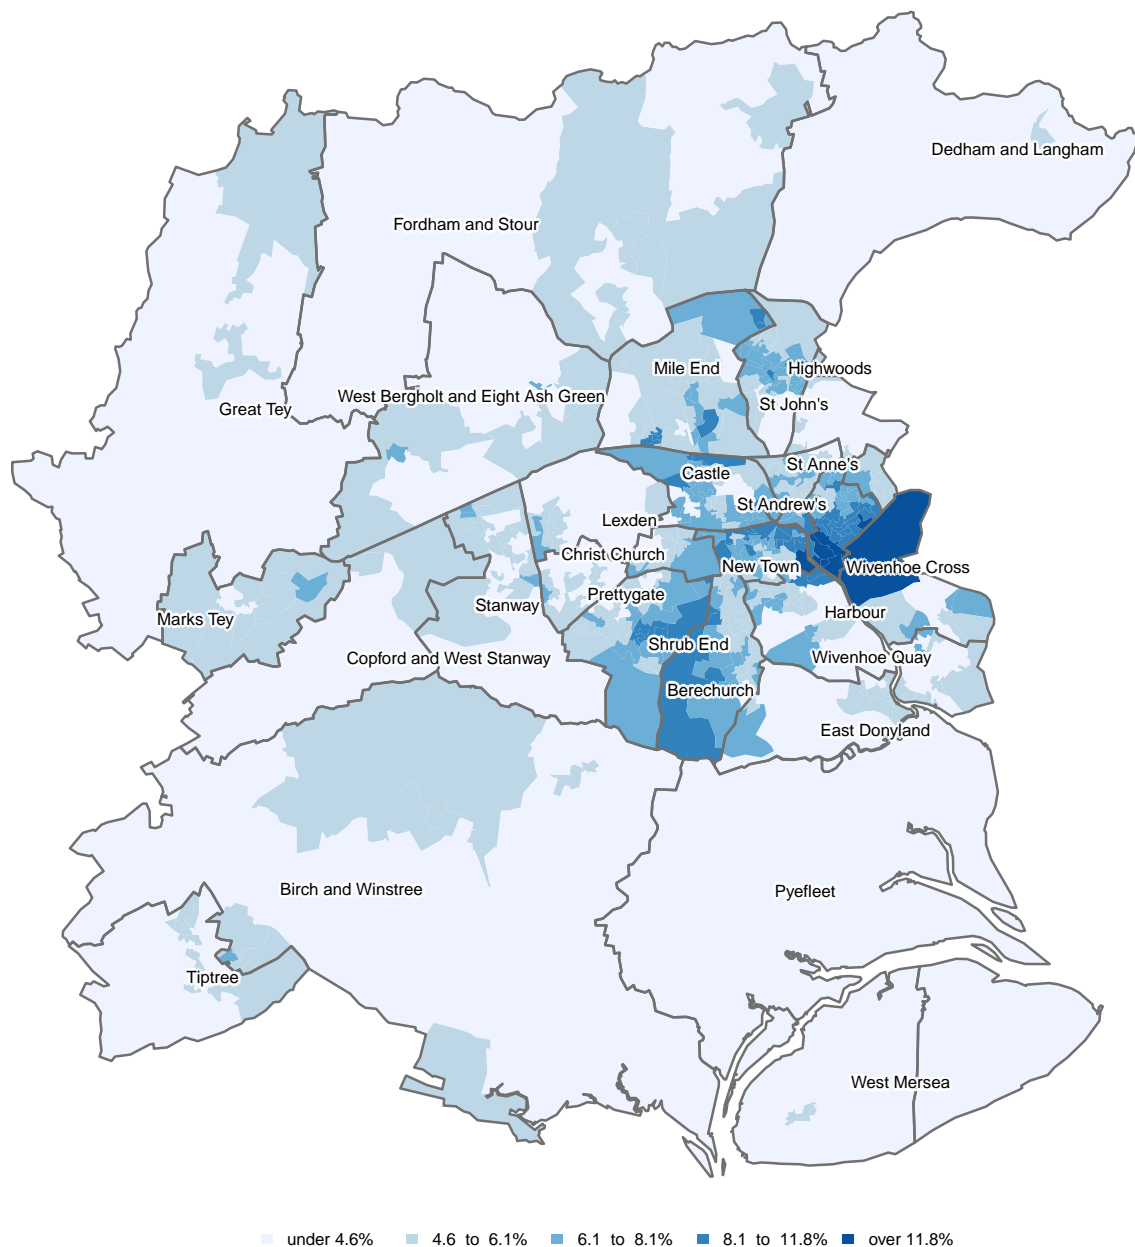 Dedham and Langham
Fordham and Stour
Mile End
Highwoods
West Bergholt and Eight Ash Green
St John's
Great Tey
St Anne's
Castle
St Andrew's
Lexden
Christ Church
New Town
Wivenhoe Cross
Prettygate
Stanway
Harbour
Marks Tey
Shrub End
Copford and West Stanway
Wivenhoe Quay
Berechurch
East Donyland
Birch and Winstree
Pyefleet
Tiptree
West Mersea
under 4.6% 4.6 to 6.1% 6.1 to 8.1% 8.1 to 11.8% over 11.8%